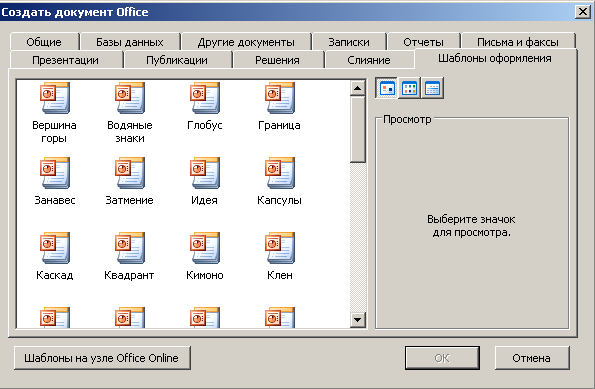 Создать документ Office
Общие
Базы данных
Другие документы
Записки
Отчеты
Письма и факсы
Презентации
Публикации
Решения
Слияние
Шаблоны оформления
Вершина
горы
Водяные
знаки
Глобус
Граница
Занавес
Затмение
Идея
Капсулы
Каскад
Квадрант
Кимоно
Клен
Просмотр
Выберите значок
для просмотра.
Шаблоны на узле Office Online
ОК
Отмена